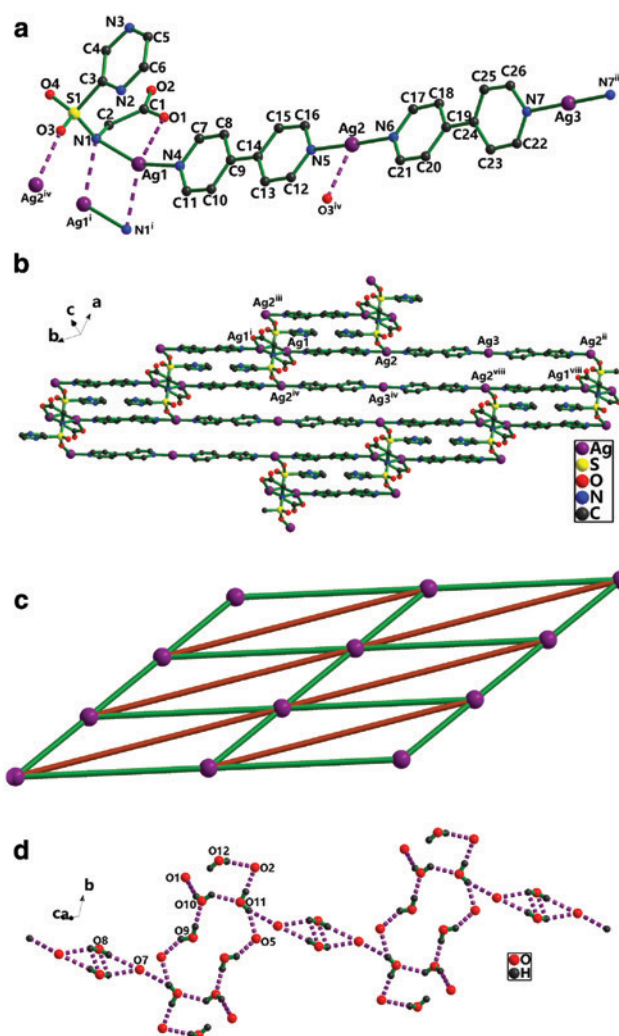 a
N3
C4
C5
C3
C6
O4
S1
N2
O2
C2
C1
O1
O3
N1
C7
C8
C15
C16
C17
C18
C25
C26
N7
N7ii
Ag3
Ag1
N4
C9
C14
N5
Ag2
N6
C19
C24
C22
C23
C11
C10
C13
C12
C21
C20
O3iv
Ag2iv
Ag1i
N1i
b
c
a
b
Ag2iii
Ag1i
Ag1
Ag2
Ag3
Ag2ii
Ag2iv
Ag3iv
Ag2viii
Ag1viii
Ag
S
O
N
C
c
d
b
ca
O12
O2
O1
O10
O11
O9
O5
O8
O7
O
H